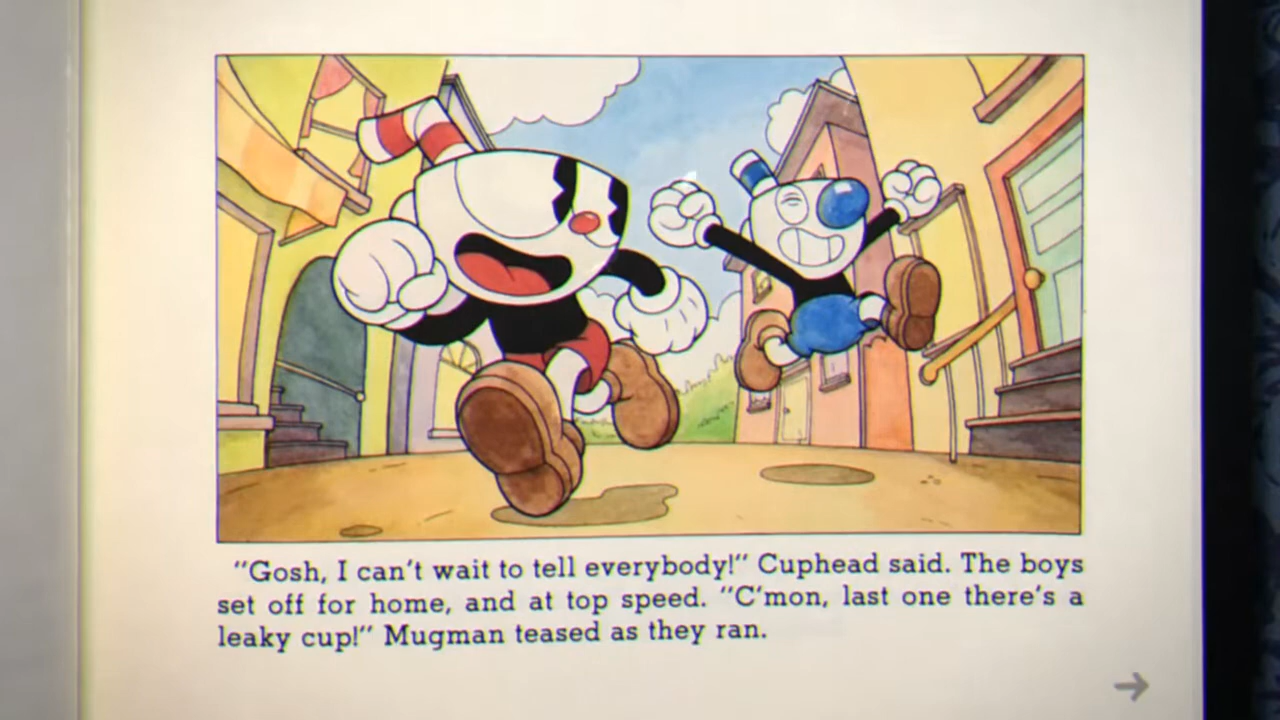 "Gosh, I can't wait to tell everybody!" Cuphead said. The boys
set off for home, and at top speed. "C'mon, last one there's a
leaky cup!" Mugman teased as they ran.